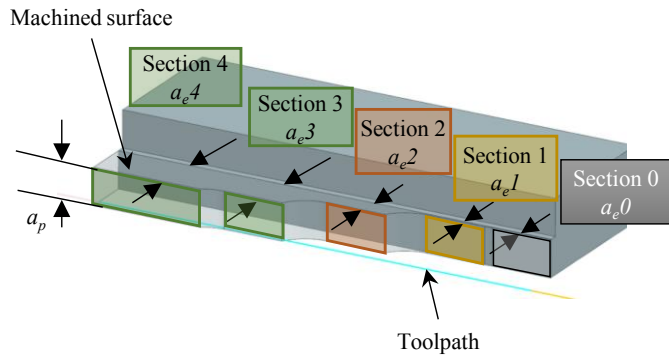 Machined surface
Section 4
a_e4
Section 3
a_e3
Section 2
a_e2
Section 1
a_e1
Section 0
a_e0
a_p
Toolpath